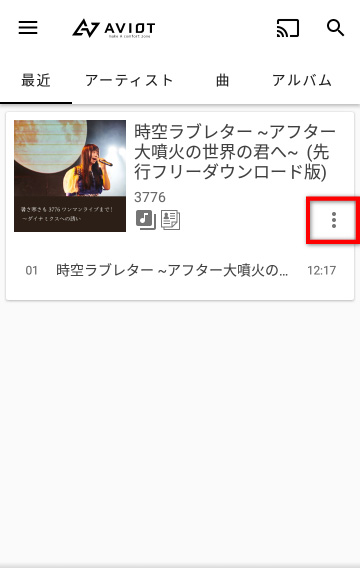 AVIOT
make a comfort zone
最近 アーティスト 曲 アルバム
時空ラブレター ~アフター
大噴火の世界の君へ~ (先
行フリーダウンロード版)
3776
暑さ寒さも 3776 ワンマンライブまで!
~ダイナミクスへの誘い
01 時空ラブレター ~アフター大噴火の... 12:17